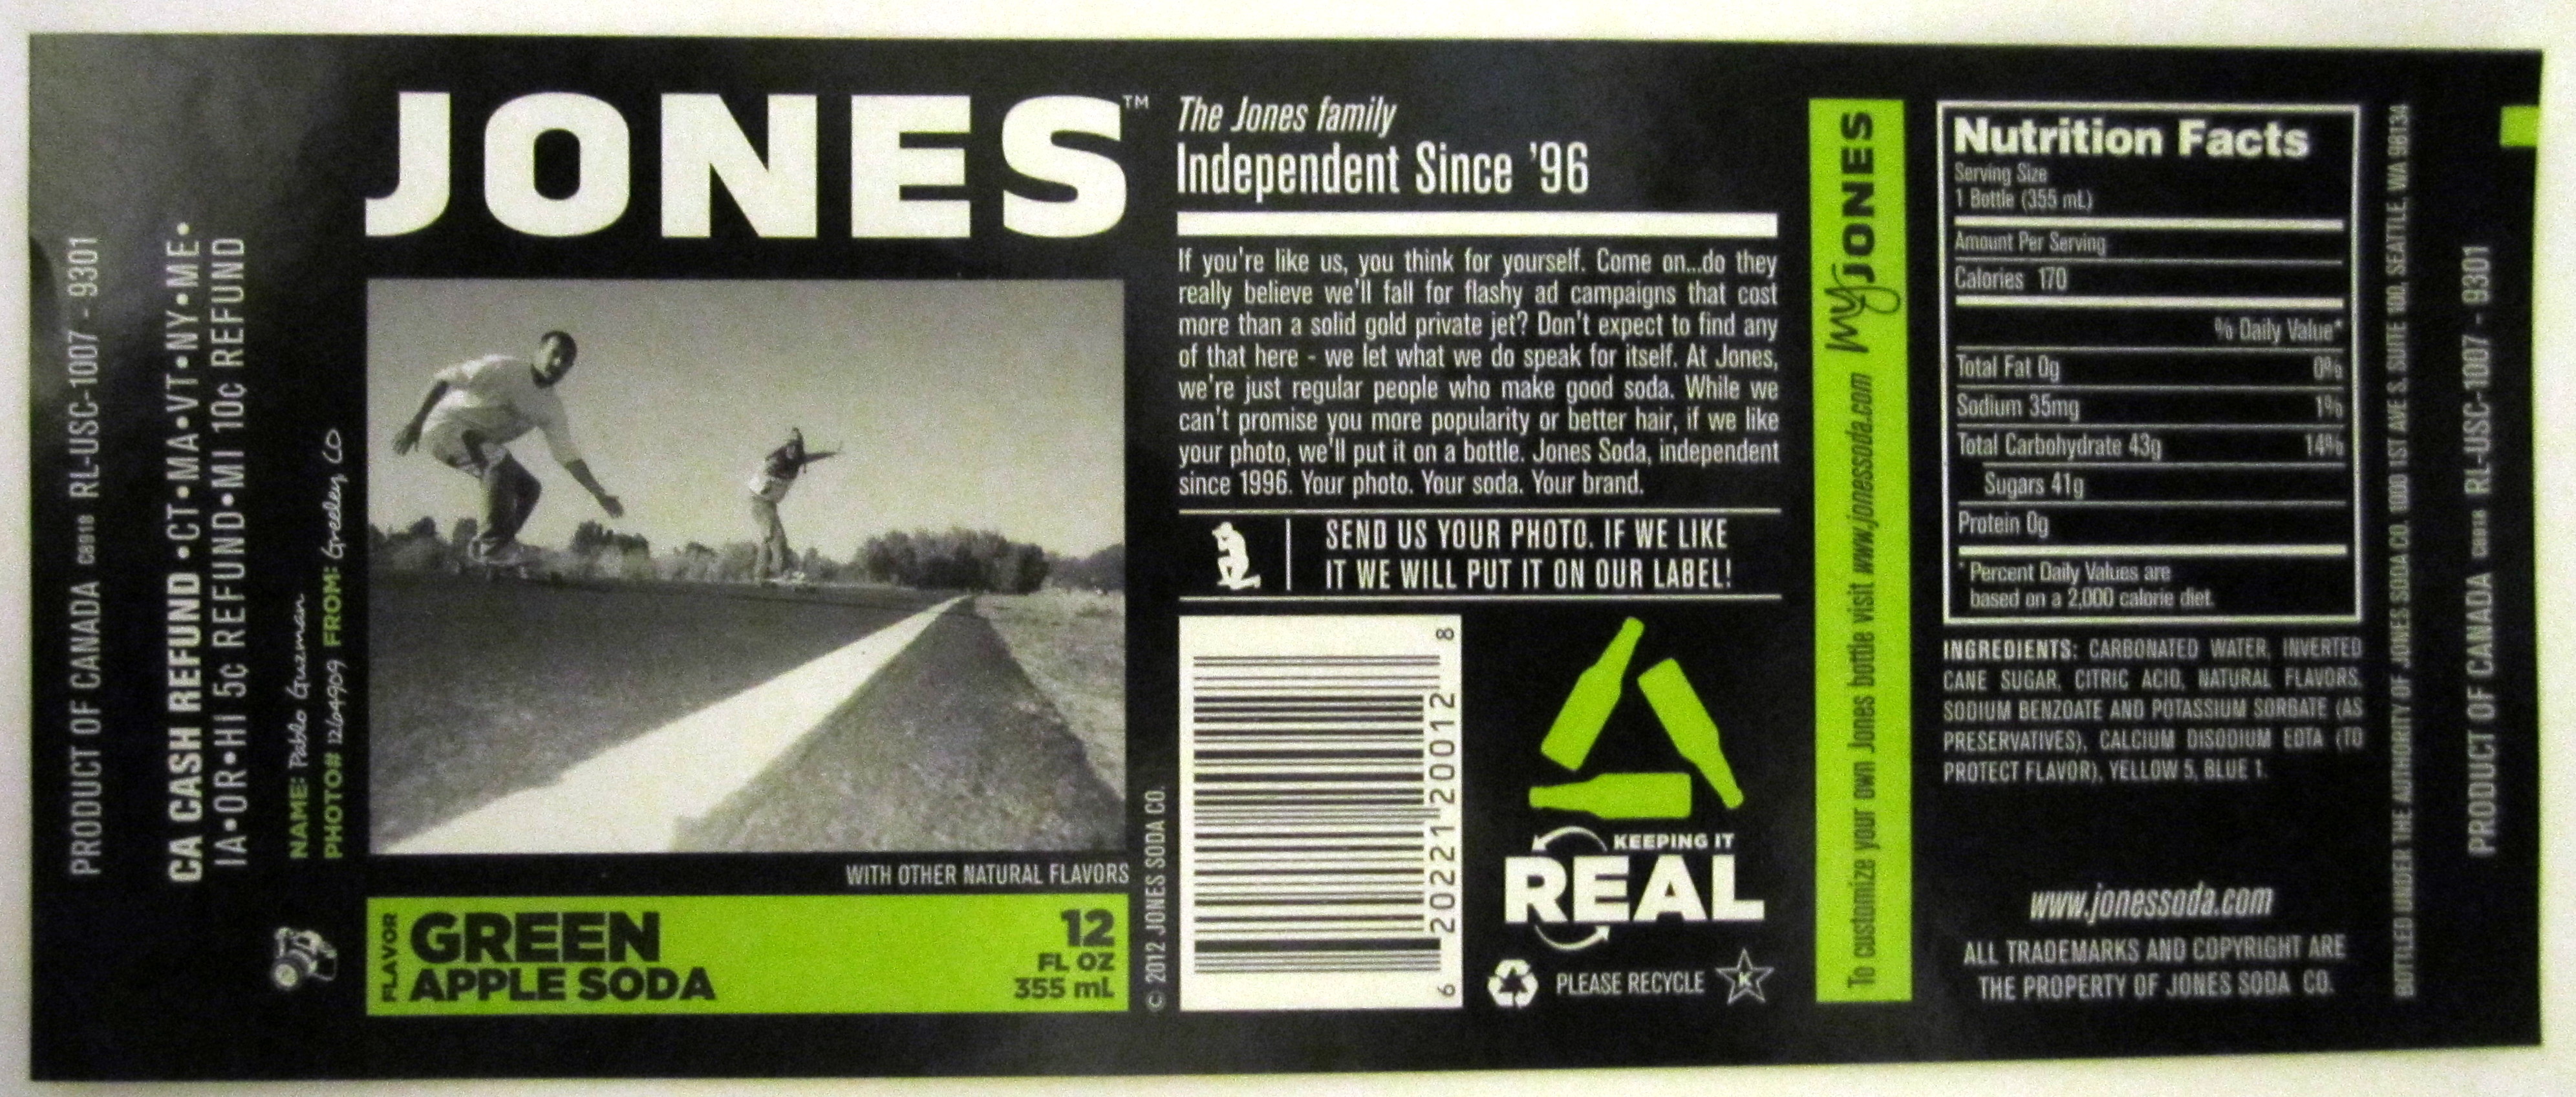 PRODUCT OF CANADA C8918 RL-USC-1007 - 9301
CA CASH REFUND •CT•MA•VT•NY•ME•
IA•OR•HI 5¢ REFUND•MI 10¢ REFUND
NAME: Pablo Guzman
PHOTO# 1264909 FROM: Greeley CO
JONES™
WITH OTHER NATURAL FLAVORS
FLAVOR
GREEN
APPLE SODA
12
FL OZ
355 mL
© 2012 JONES SODA CO.
The Jones family
Independent Since '96
If you're like us, you think for yourself. Come on...do they
really believe we'll fall for flashy ad campaigns that cost
more than a solid gold private jet? Don't expect to find any
of that here - we let what we do speak for itself. At Jones,
we're just regular people who make good soda. While we
can't promise you more popularity or better hair, if we like
your photo, we'll put it on a bottle. Jones Soda, independent
since 1996. Your photo. Your soda. Your brand.
SEND US YOUR PHOTO. IF WE LIKE
IT WE WILL PUT IT ON OUR LABEL!
6 20221 20012 8
KEEPING IT
REAL
PLEASE RECYCLE
K
To customize your own Jones bottle visit www.jonessoda.com my JONES
Nutrition Facts
Serving Size
1 Bottle (355 mL)
Amount Per Serving
Calories 170
% Daily Value*
Total Fat 0g 0%
Sodium 35mg 1%
Total Carbohydrate 43g 14%
Sugars 41g
Protein 0g
* Percent Daily Values are
based on a 2,000 calorie diet.
INGREDIENTS: CARBONATED WATER, INVERTED
CANE SUGAR, CITRIC ACID, NATURAL FLAVORS,
SODIUM BENZOATE AND POTASSIUM SORBATE (AS
PRESERVATIVES), CALCIUM DISODIUM EDTA (TO
PROTECT FLAVOR), YELLOW 5, BLUE 1.
www.jonessoda.com
ALL TRADEMARKS AND COPYRIGHT ARE
THE PROPERTY OF JONES SODA CO.
BOTTLED UNDER THE AUTHORITY OF JONES SODA CO. 1000 1ST AVE S. SUITE 100, SEATTLE, WA 98134
PRODUCT OF CANADA C8918 RL-USC-1007 - 9301